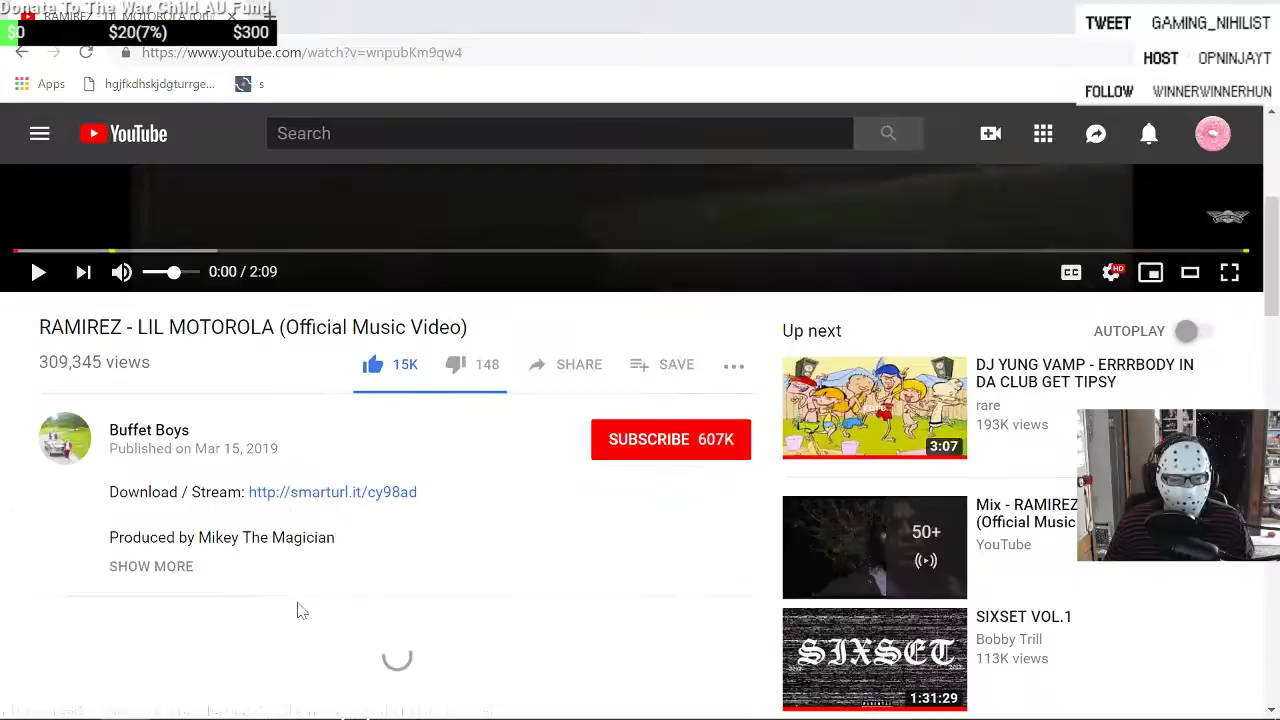 Donate To The War Child AU Fund
$0 $20(7%) $300
TWEET GAMING_NIHILIST
HOST OPNINJAYT
FOLLOW WINNERWINNERHUN
https://www.youtube.com/watch?v=wnpubKm9qw4
Apps hgjfkdhskjdgturrge... s
YouTube
Search
0:00 / 2:09
CC
HD
RAMIREZ - LIL MOTOROLA (Official Music Video)
309,345 views
15K
148
SHARE
SAVE
Buffet Boys
Published on Mar 15, 2019
SUBSCRIBE 607K
Download / Stream: http://smarturl.it/cy98ad
Produced by Mikey The Magician
SHOW MORE
Up next
AUTOPLAY
3:07
DJ YUNG VAMP - ERRRBODY IN
DA CLUB GET TIPSY
rare
193K views
50+
Mix - RAMIREZ
(Official Music
YouTube
SIXSET
1:31:29
SIXSET VOL.1
Bobby Trill
113K views